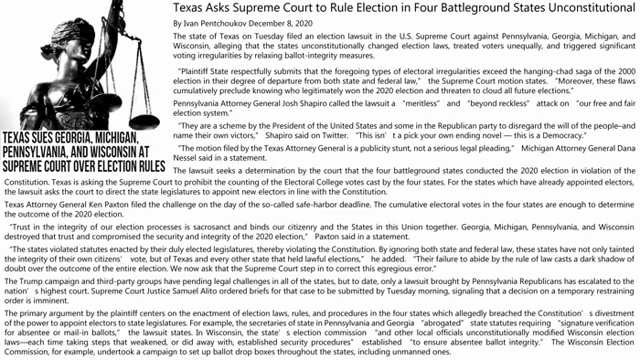 Texas Asks Supreme Court to Rule Election in Four Battleground States Unconstitutional
By Ivan Pentchoukov December 8, 2020
The state of Texas on Tuesday filed an election lawsuit in the U.S. Supreme Court against Pennsylvania, Georgia, Michigan, and
Wisconsin, alleging that the states unconstitutionally changed election laws, treated voters unequally, and triggered significant
voting irregularities by relaxing ballot-integrity measures.
“Plaintiff State respectfully submits that the foregoing types of electoral irregularities exceed the hanging-chad saga of the 2000
election in their degree of departure from both state and federal law,” the Supreme Court motion states. “Moreover, these flaws
cumulatively preclude knowing who legitimately won the 2020 election and threaten to cloud all future elections.”
Pennsylvania Attorney General Josh Shapiro called the lawsuit a “meritless” and “beyond reckless” attack on “our free and fair
election system.”
“They are a scheme by the President of the United States and some in the Republican party to disregard the will of the people–and
name their own victors,” Shapiro said on Twitter. “This isn’ t a pick your own ending novel — this is a Democracy.”
“The motion filed by the Texas Attorney General is a publicity stunt, not a serious legal pleading,” Michigan Attorney General Dana
Nessel said in a statement.
TEXAS SUES GEORGIA, MICHIGAN,
PENNSYLVANIA, AND WISCONSIN AT
SUPREME COURT OVER ELECTION RULES
The lawsuit seeks a determination by the court that the four battleground states conducted the 2020 election in violation of the
Constitution. Texas is asking the Supreme Court to prohibit the counting of the Electoral College votes cast by the four states. For the states which have already appointed electors,
the lawsuit asks the court to direct the state legislatures to appoint new electors in line with the Constitution.
Texas Attorney General Ken Paxton filed the challenge on the day of the so-called safe-harbor deadline. The cumulative electoral votes in the four states are enough to determine
the outcome of the 2020 election.
“Trust in the integrity of our election processes is sacrosanct and binds our citizenry and the States in this Union together. Georgia, Michigan, Pennsylvania, and Wisconsin
destroyed that trust and compromised the security and integrity of the 2020 election,” Paxton said in a statement.
“The states violated statutes enacted by their duly elected legislatures, thereby violating the Constitution. By ignoring both state and federal law, these states have not only tainted
the integrity of their own citizens’ vote, but of Texas and every other state that held lawful elections,” he added. “Their failure to abide by the rule of law casts a dark shadow of
doubt over the outcome of the entire election. We now ask that the Supreme Court step in to correct this egregious error.”
The Trump campaign and third-party groups have pending legal challenges in all of the states, but to date, only a lawsuit brought by Pennsylvania Republicans has escalated to the
nation’ s highest court. Supreme Court Justice Samuel Alito ordered briefs for that case to be submitted by Tuesday morning, signaling that a decision on a temporary restraining
order is imminent.
The primary argument by the plaintiff centers on the enactment of election laws, rules, and procedures in the four states which allegedly breached the Constitution’ s divestment
of the power to appoint electors to state legislatures. For example, the secretaries of state in Pennsylvania and Georgia “abrogated” state statutes requiring “signature verification
for absentee or mail-in ballots,” the lawsuit states. In Wisconsin, the state’ s election commission “and other local officials unconstitutionally modified Wisconsin election
laws—each time taking steps that weakened, or did away with, established security procedures” established “to ensure absentee ballot integrity.” The Wisconsin Election
Commission, for example, undertook a campaign to set up ballot drop boxes throughout the states, including unmanned ones.